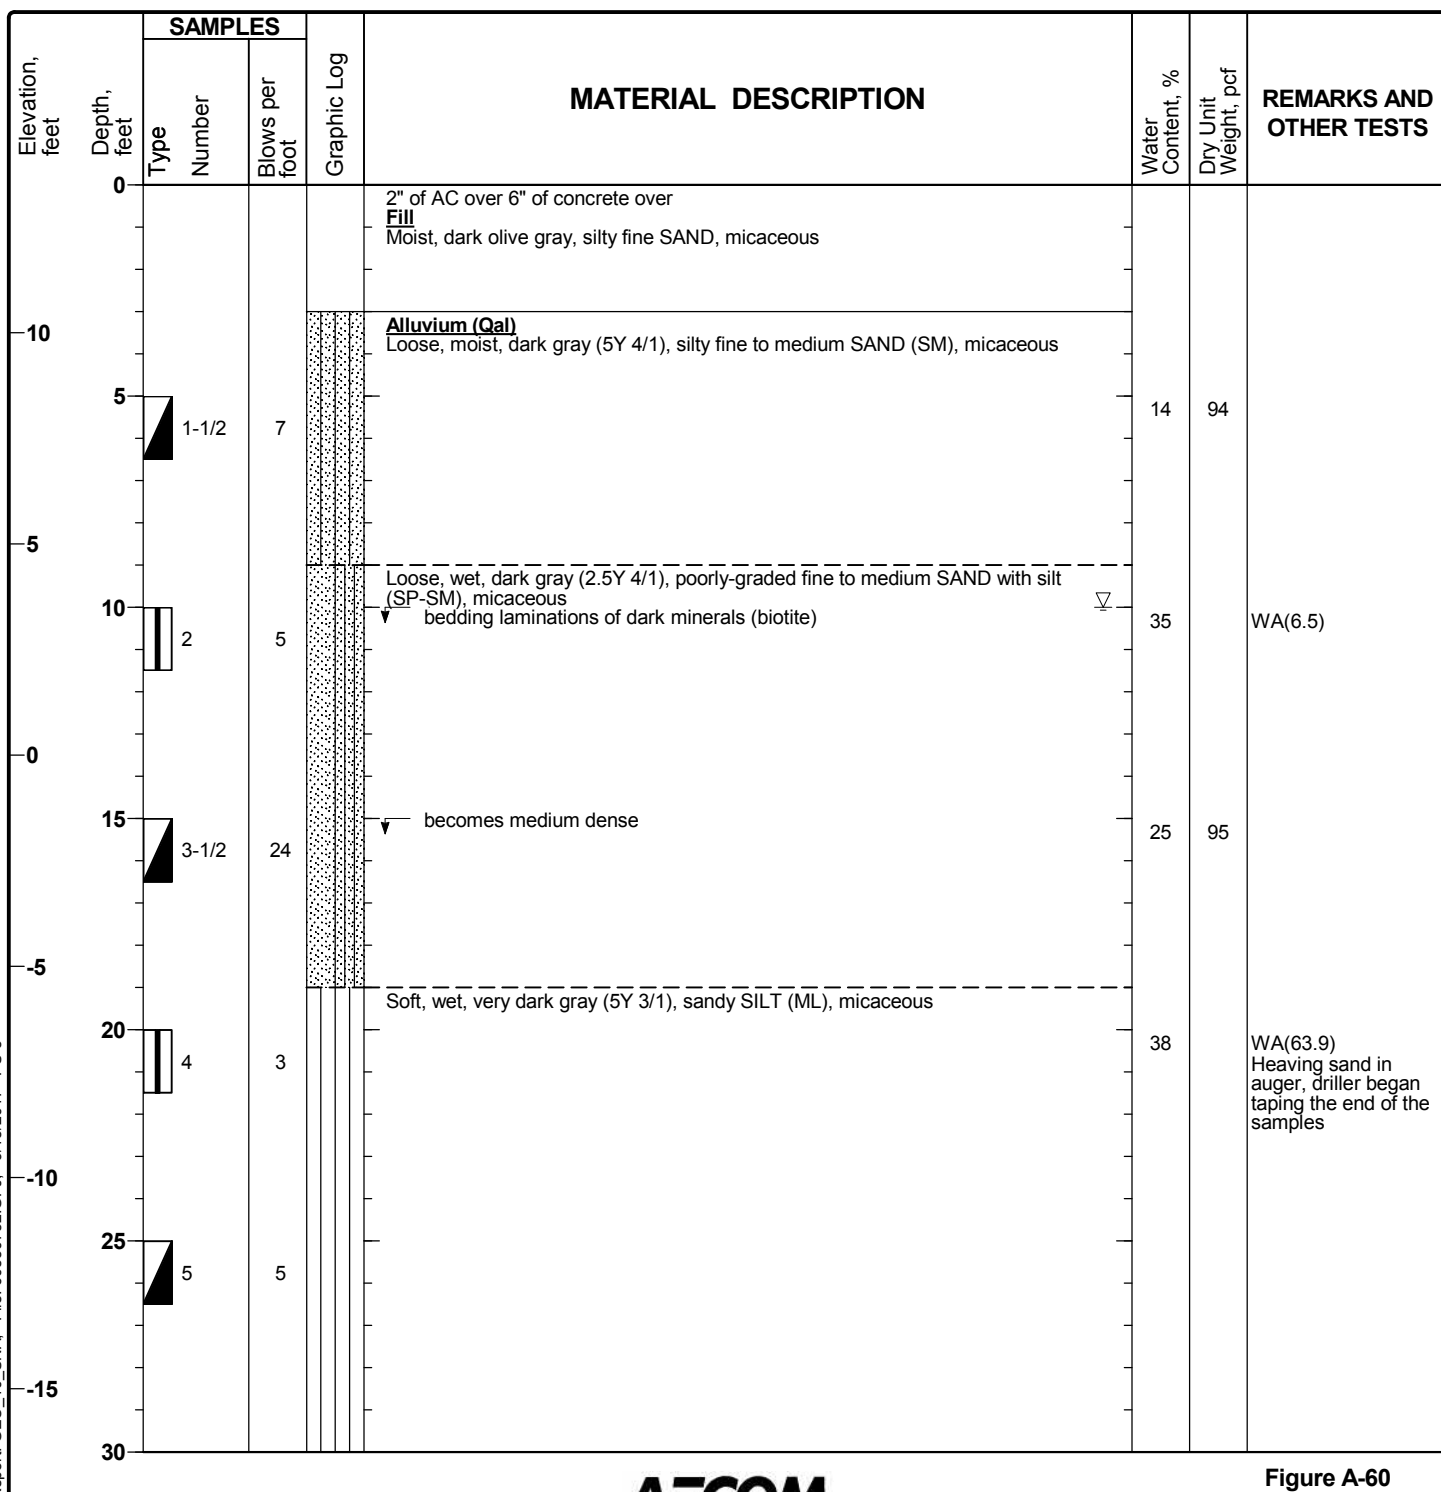 SAMPLES
Elevation,
feet
Depth,
feet
Type
Number
Blows per
foot
Graphic Log
MATERIAL DESCRIPTION
Water
Content, %
Dry Unit
Weight, pcf
REMARKS AND
OTHER TESTS
0
2" of AC over 6" of concrete over
Fill
Moist, dark olive gray, silty fine SAND, micaceous
10
Alluvium (Qal)
Loose, moist, dark gray (5Y 4/1), silty fine to medium SAND (SM), micaceous
5
1-1/2
7
14
94
5
Loose, wet, dark gray (2.5Y 4/1), poorly-graded fine to medium SAND with silt
(SP-SM), micaceous
10
bedding laminations of dark minerals (biotite)
2
5
35
WA(6.5)
0
15
becomes medium dense
3-1/2
24
25
95
-5
Soft, wet, very dark gray (5Y 3/1), sandy SILT (ML), micaceous
20
4
3
38
WA(63.9)
Heaving sand in
auger, driller began
taping the end of the
samples
-10
25
5
5
-15
30
AECOM
Figure A-60